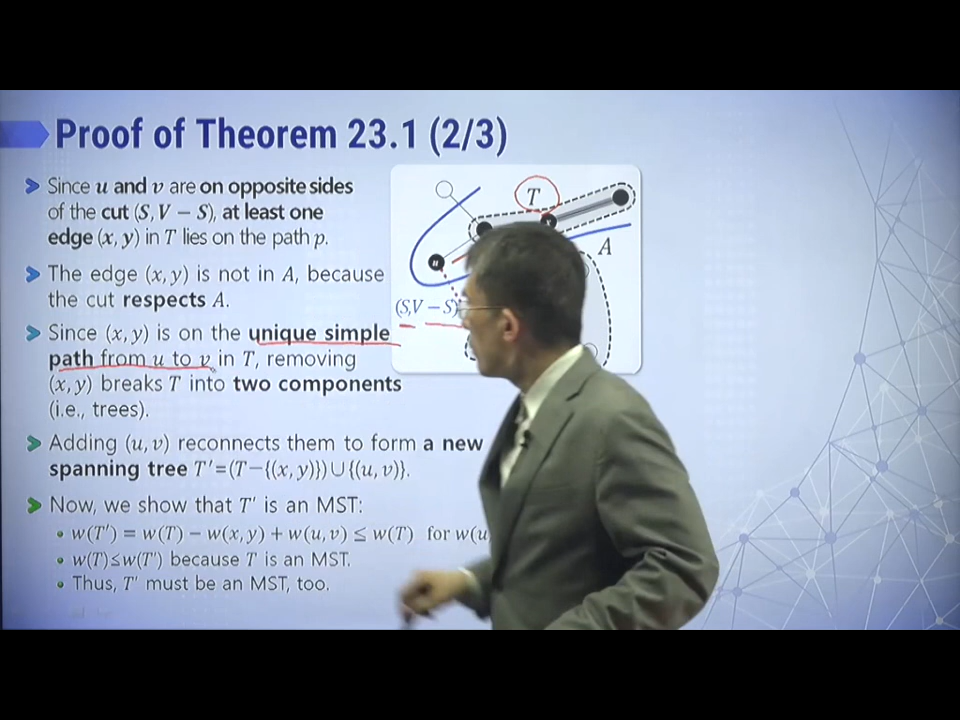 Proof of Theorem 23.1 (2/3)
Since u and v are on opposite sides
of the cut (S, V − S), at least one
edge (x, y) in T lies on the path p.
The edge (x, y) is not in A, because
the cut respects A.
Since (x, y) is on the unique simple
path from u to v in T, removing
(x, y) breaks T into two components
(i.e., trees).
Adding (u, v) reconnects them to form a new
spanning tree T′=(T−{(x, y)})∪{(u, v)}.
Now, we show that T′ is an MST:
• w(T′) = w(T) − w(x, y) + w(u, v) ≤ w(T) for w(u
• w(T)≤w(T′) because T is an MST.
• Thus, T′ must be an MST, too.
T
x
A
u
(S,V − S)